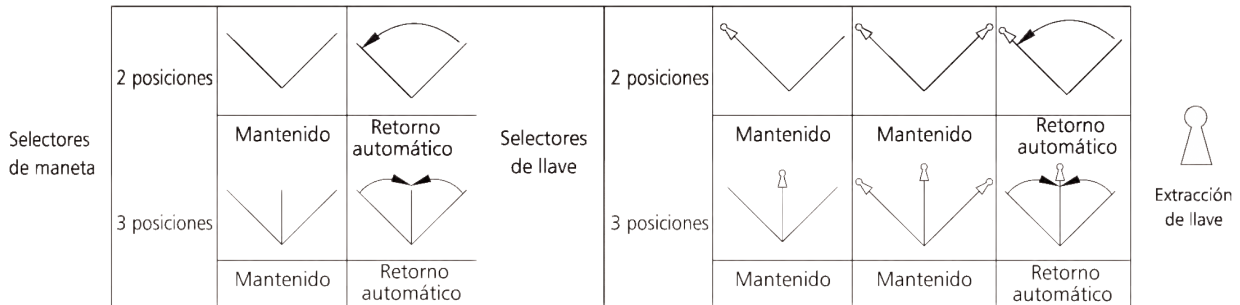 Selectores
de maneta
2 posiciones
Mantenido
Retorno
automático
3 posiciones
Mantenido
Retorno
automático
Selectores
de llave
2 posiciones
Mantenido
Mantenido
Retorno
automático
3 posiciones
Mantenido
Mantenido
Retorno
automático
Extracción
de llave